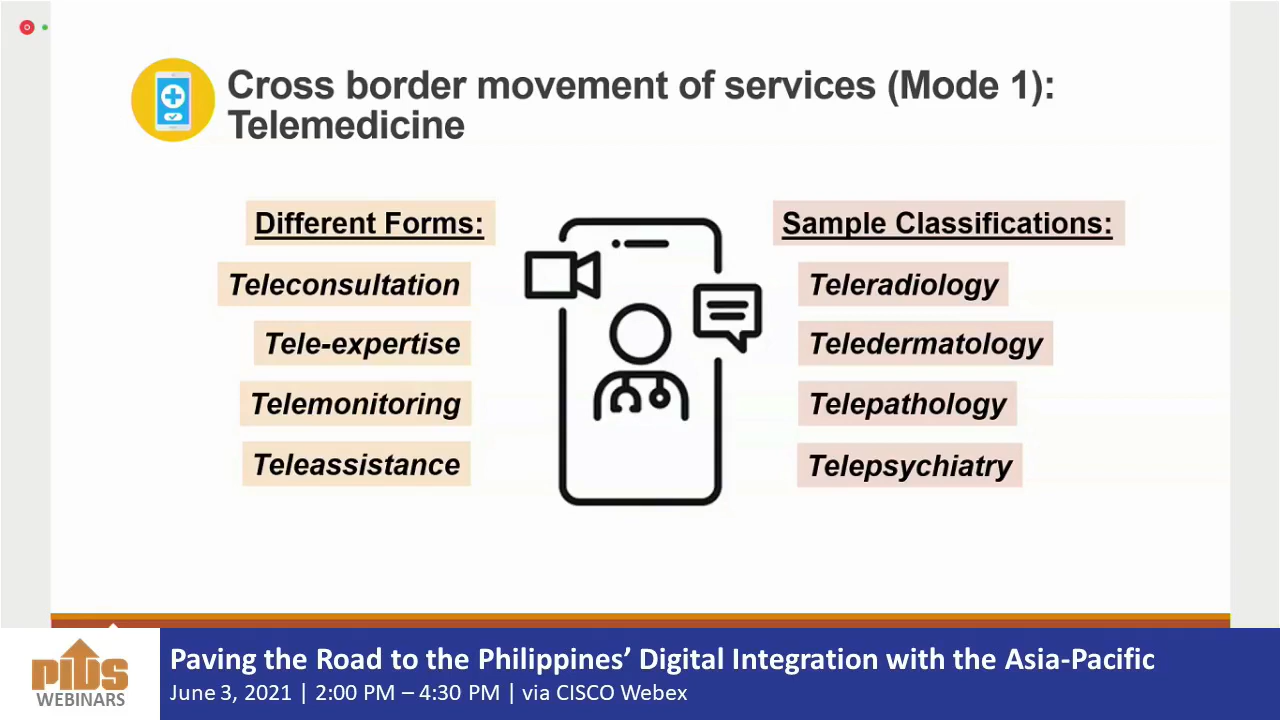 Cross border movement of services (Mode 1):
Telemedicine
Different Forms:
Teleconsultation
Tele-expertise
Telemonitoring
Teleassistance
Sample Classifications:
Teleradiology
Teledermatology
Telepathology
Telepsychiatry
PIDS
WEBINARS
Paving the Road to the Philippines’ Digital Integration with the Asia-Pacific
June 3, 2021 | 2:00 PM – 4:30 PM | via CISCO Webex